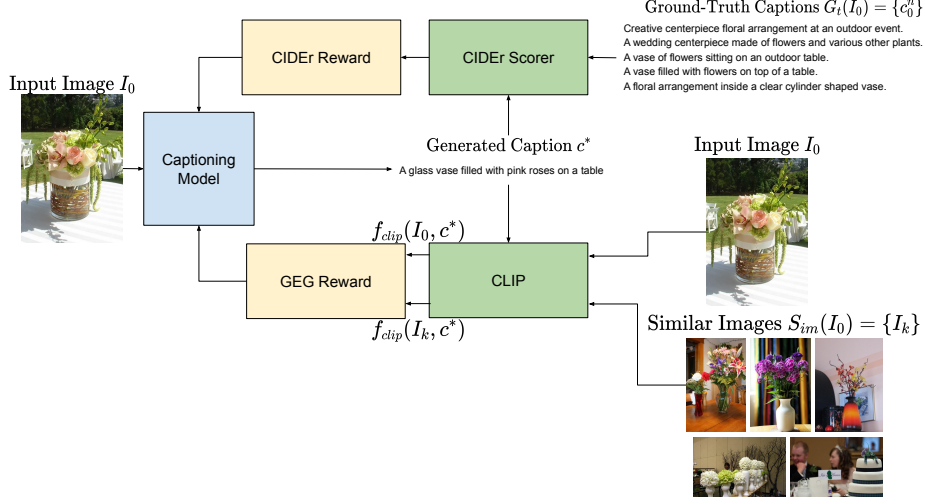 Ground-Truth Captions $G_t(I_0) = \{c_0^n\}$
Creative centerpiece floral arrangement at an outdoor event.
A wedding centerpiece made of flowers and various other plants.
A vase of flowers sitting on an outdoor table.
A vase filled with flowers on top of a table.
A floral arrangement inside a clear cylinder shaped vase.
CIDEr Reward
CIDEr Scorer
Input Image $I_0$
Captioning
Model
Generated Caption $c^*$
A glass vase filled with pink roses on a table
Input Image $I_0$
$f_{clip}(I_0, c^*)$
GEG Reward
CLIP
$f_{clip}(I_k, c^*)$
Similar Images $S_{im}(I_0) = \{I_k\}$